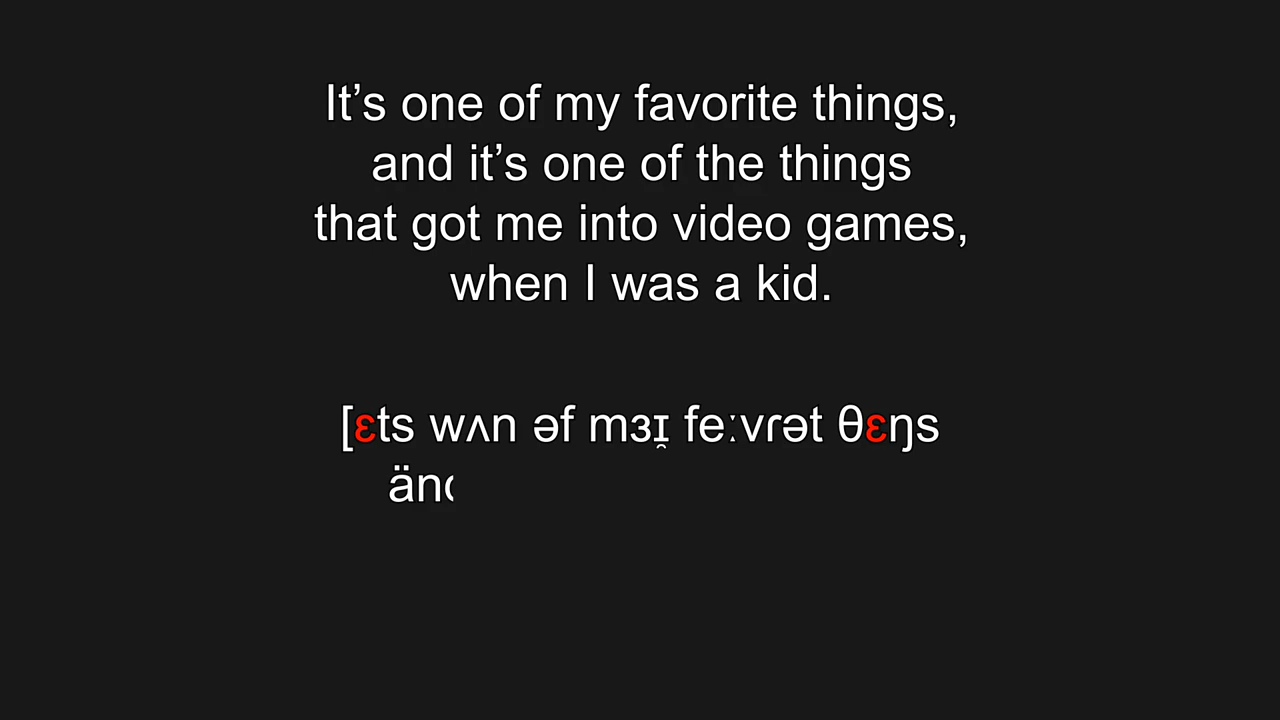 It’s one of my favorite things,
and it’s one of the things
that got me into video games,
when I was a kid.
[ɛts wʌn əf mɜɪ̯ feːvɾət θɛŋs